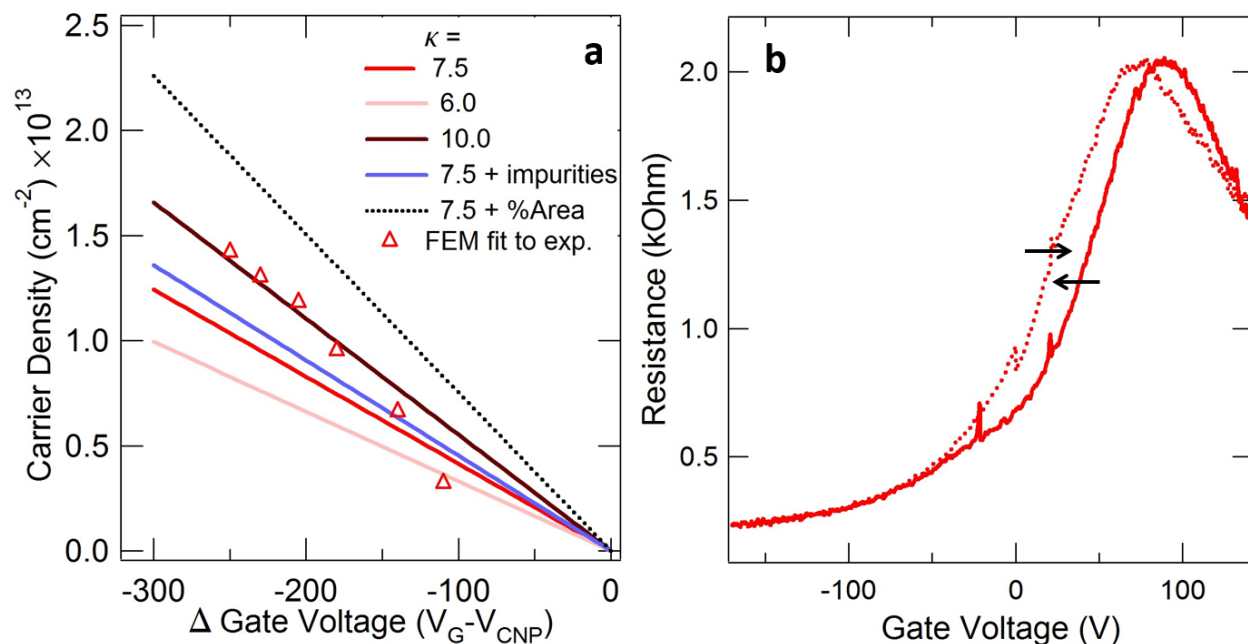 a
κ =
7.5
6.0
10.0
7.5 + impurities
7.5 + %Area
FEM fit to exp.
Carrier Density (cm⁻²) ×10¹³
2.5
2.0
1.5
1.0
0.5
0.0
-300
-200
-100
0
Δ Gate Voltage (V_G-V_CNP)
b
Resistance (kOhm)
2.0
1.5
1.0
0.5
-100
0
100
Gate Voltage (V)